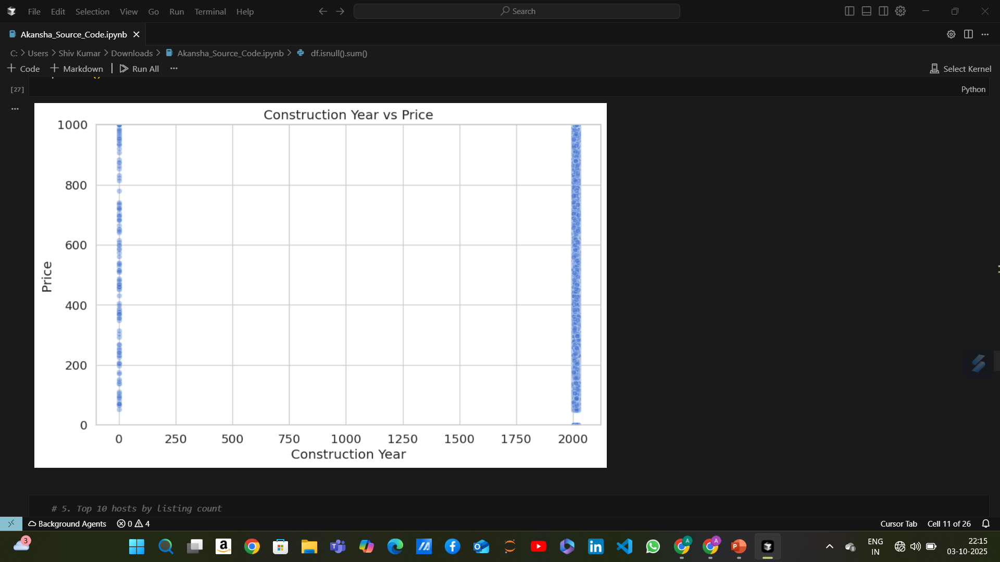 File Edit Selection View Go Run Terminal Help
Search
Akansha_Source_Code.ipynb
C: > Users > Shiv Kumar > Downloads > Akansha_Source_Code.ipynb > df.isnull().sum()
+ Code + Markdown | Run All ...
Select Kernel
[27]
Python
...
Construction Year vs Price
1000
800
600
400
200
0
Price
0 250 500 750 1000 1250 1500 1750 2000
Construction Year
# 5. Top 10 hosts by listing count
Background Agents 0 4
Cursor Tab Cell 11 of 26
3
ENG
IN
22:15
03-10-2025